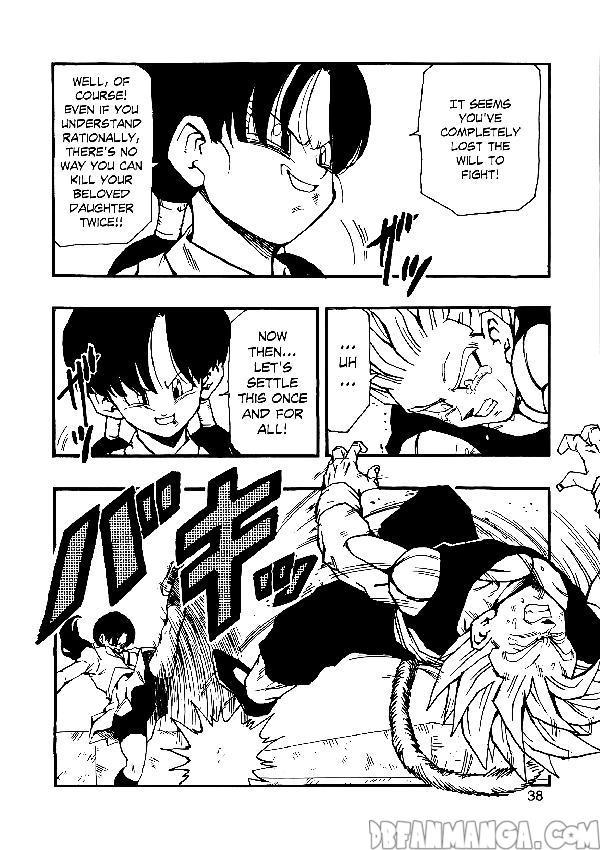 IT SEEMS
YOU'VE
COMPLETELY
LOST THE
WILL TO
FIGHT!
WELL, OF
COURSE!
EVEN IF YOU
UNDERSTAND
RATIONALLY,
THERE'S NO
WAY YOU CAN
KILL YOUR
BELOVED
DAUGHTER
TWICE!!
ザッ
...
UH
...
NOW
THEN...
LET'S
SETTLE
THIS ONCE
AND FOR
ALL!
ザッ
バキッ
38
DBFANMANGA.COM